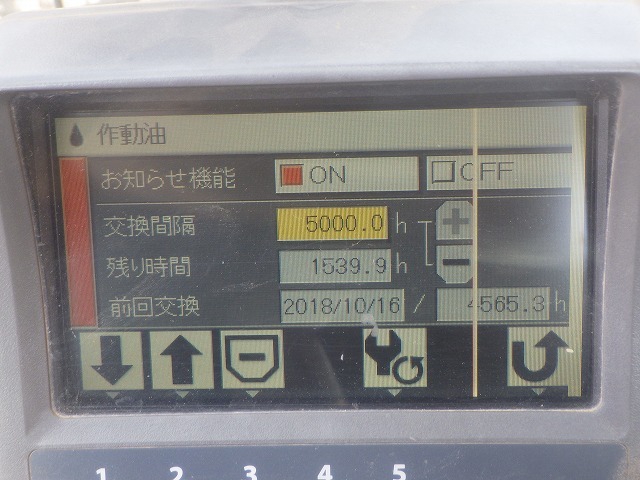 作動油
お知らせ機能 ON OFF
交換間隔 5000.0 h +
残り時間 1539.9 h -
前回交換 2018/10/16 / 4565.3 h
1 2 3 4 5